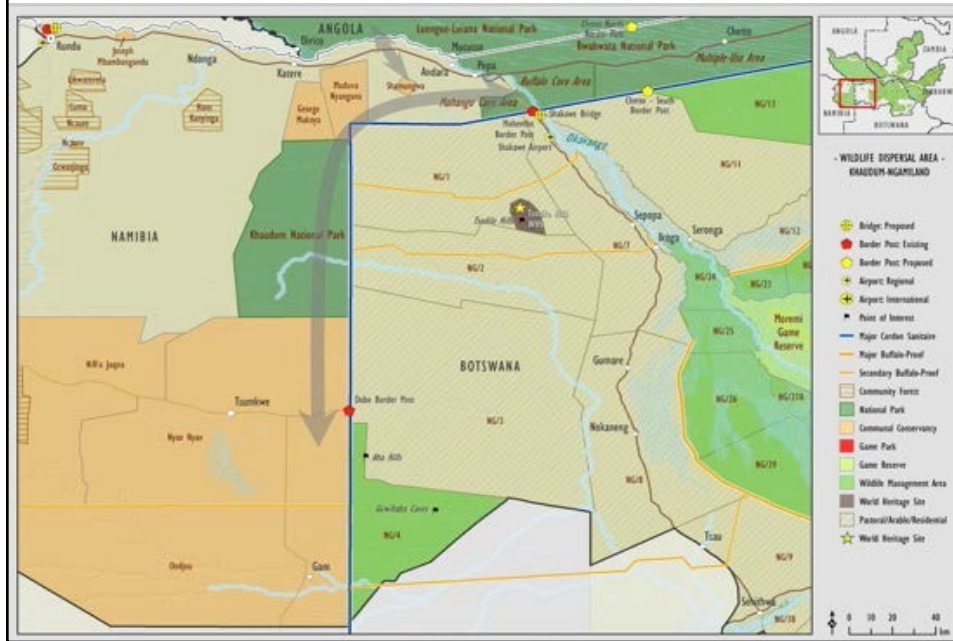 ANGOLA
Luengue-Luiana National Park
Dirico
Mucusso
Bwabwata National Park
Multiple-Use Area
Rundu
Joseph
Mbambangandu
Ndonga
Katere
Andara
Popa
Buffalo Core Area
Mahango Core Area
George
Mukoya
Muduva
Nyangana
Shamungwa
Shakawe Bridge
Mohembo
Border Post
Shakawe Airport
Border Post
NG/13
Okavango
NG/11
NG/1
Tsodilo Hills
NAMIBIA
Khaudum National Park
Sepopa
Ikoga
Seronga
NG/12
NG/7
NG/2
NG/24
NG/23
NG/25
Moremi
Game
Reserve
BOTSWANA
Gumare
N‡a Jaqna
Tsumkwe
Dobe Border Post
NG/3
NG/26
NG/27A
Nyae Nyae
Nokaneng
Aha Hills
NG/29
NG/8
Gcwihaba Caves
NG/4
Tsau
NG/9
Gam
Sehithwa
ANGOLA
ZAMBIA
NAMIBIA
BOTSWANA
- WILDLIFE DISPERSAL AREA -
KHAUDUM-NGAMILAND
Bridge: Proposed
Border Post: Existing
Border Post: Proposed
Airport: Regional
Airport: International
Point of Interest
Major Cordon Sanitaire
Major Buffalo-Proof
Secondary Buffalo-Proof
Community Forest
National Park
Communal Conservancy
Game Park
Game Reserve
Wildlife Management Area
World Heritage Site
Pastoral/Arable/Residential
World Heritage Site
0 10 20 40
km